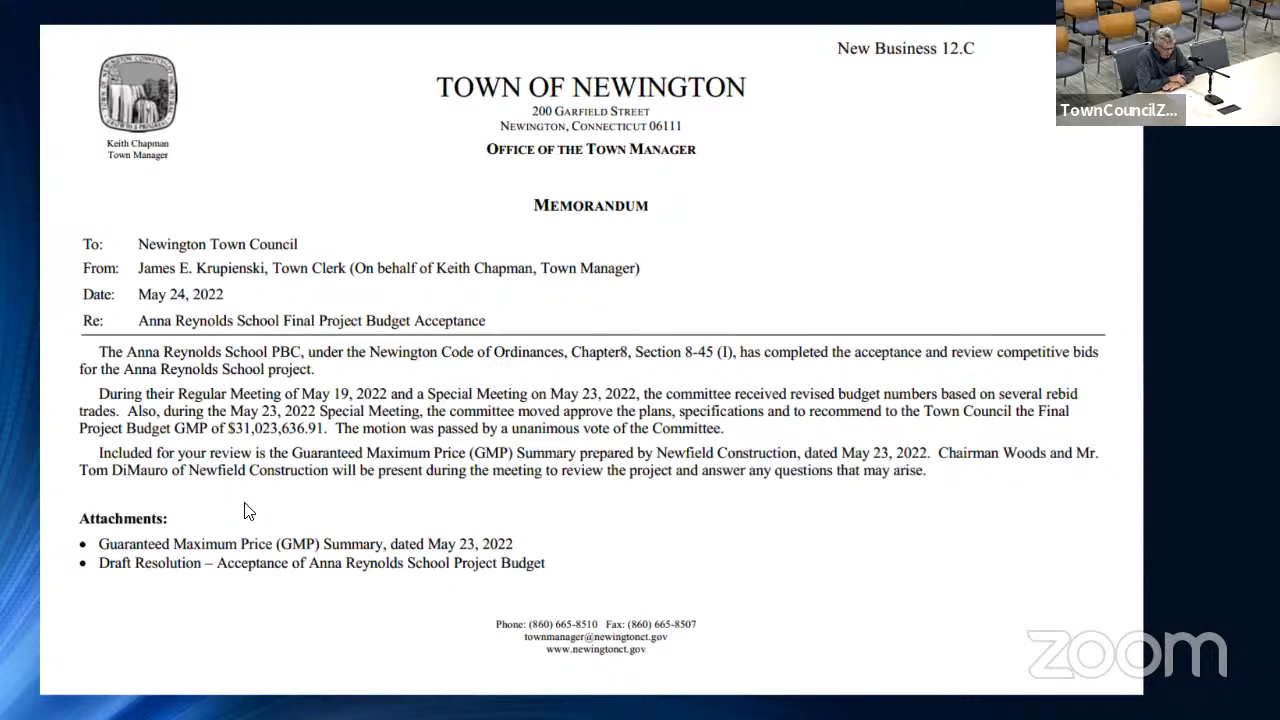 New Business 12.C
TOWN OF NEWINGTON
200 GARFIELD STREET
NEWINGTON, CONNECTICUT 06111
OFFICE OF THE TOWN MANAGER
Keith Chapman
Town Manager
MEMORANDUM
To: Newington Town Council
From: James E. Krupienski, Town Clerk (On behalf of Keith Chapman, Town Manager)
Date: May 24, 2022
Re: Anna Reynolds School Final Project Budget Acceptance
The Anna Reynolds School PBC, under the Newington Code of Ordinances, Chapter8, Section 8-45 (I), has completed the acceptance and review competitive bids
for the Anna Reynolds School project.
During their Regular Meeting of May 19, 2022 and a Special Meeting on May 23, 2022, the committee received revised budget numbers based on several rebid
trades. Also, during the May 23, 2022 Special Meeting, the committee moved approve the plans, specifications and to recommend to the Town Council the Final
Project Budget GMP of $31,023,636.91. The motion was passed by a unanimous vote of the Committee.
Included for your review is the Guaranteed Maximum Price (GMP) Summary prepared by Newfield Construction, dated May 23, 2022. Chairman Woods and Mr.
Tom DiMauro of Newfield Construction will be present during the meeting to review the project and answer any questions that may arise.
Attachments:
• Guaranteed Maximum Price (GMP) Summary, dated May 23, 2022
• Draft Resolution – Acceptance of Anna Reynolds School Project Budget
Phone: (860) 665-8510 Fax: (860) 665-8507
townmanager@newingtonct.gov
www.newingtonct.gov
TownCouncilZ...
zoom